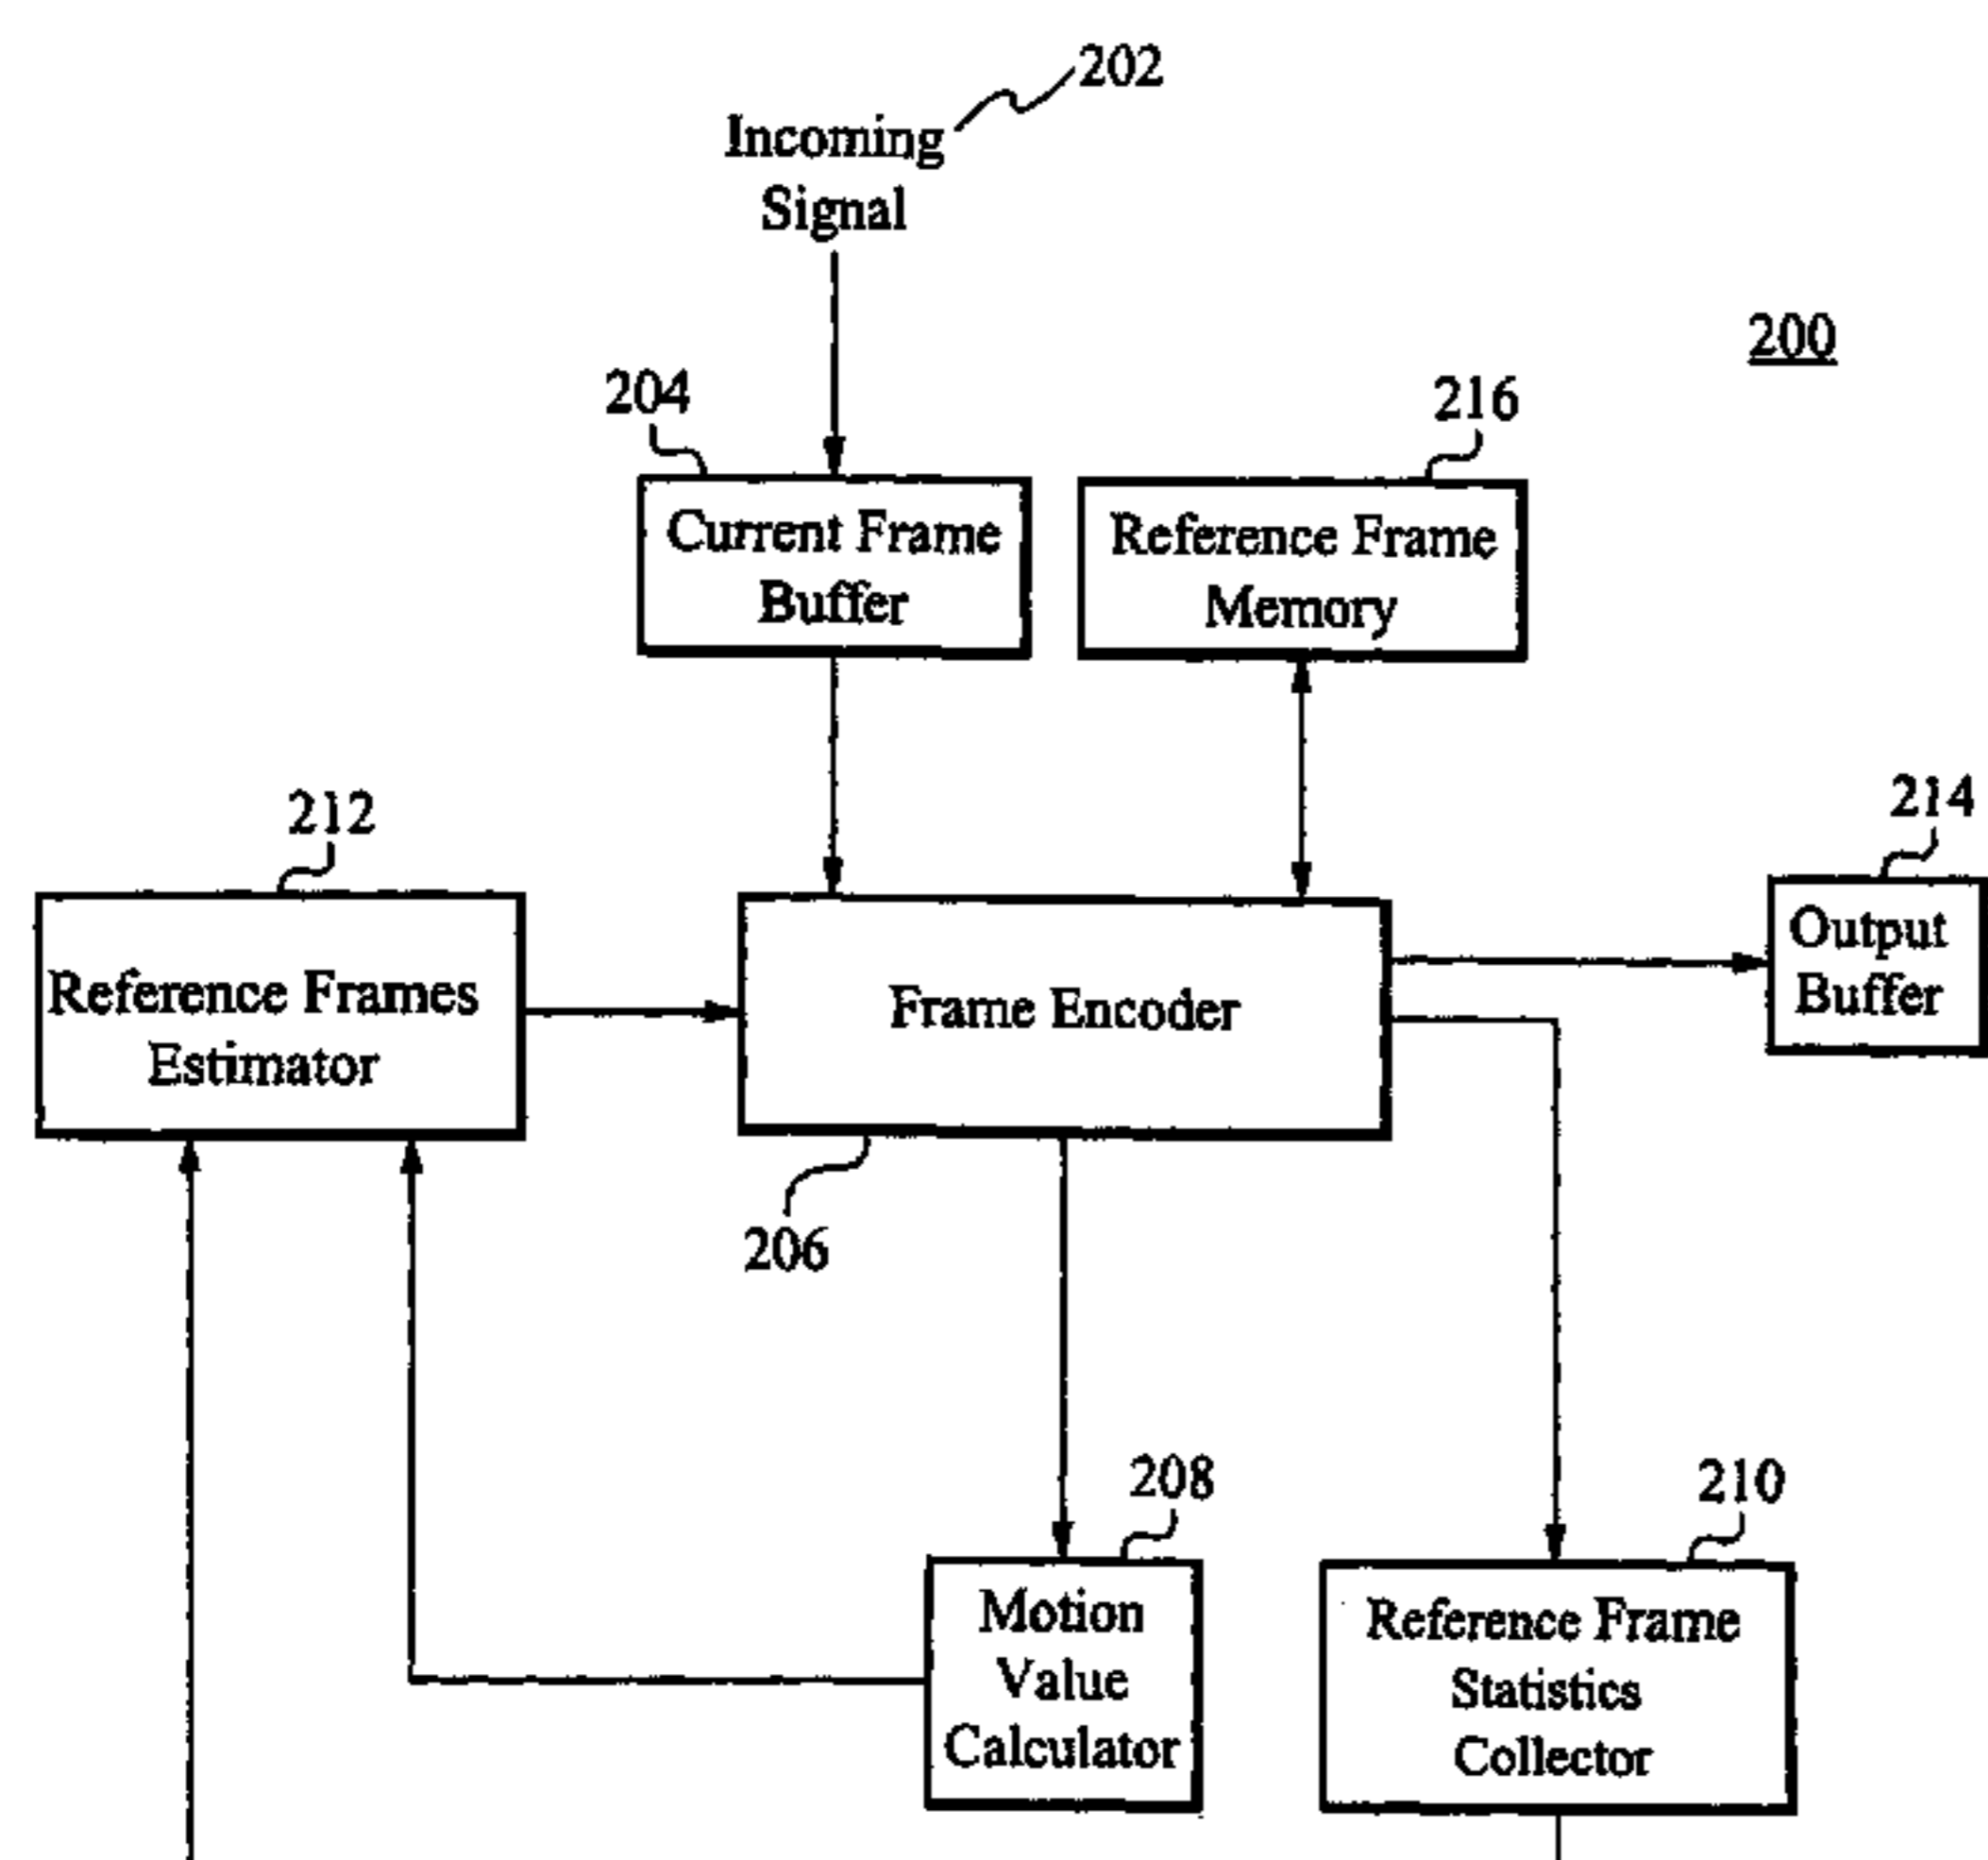 202
Incoming
Signal
200
204
216
Current Frame
Buffer
Reference Frame
Memory
212
214
Reference Frames
Estimator
Frame Encoder
Output
Buffer
206
208
210
Motion
Value
Calculator
Reference Frame
Statistics
Collector